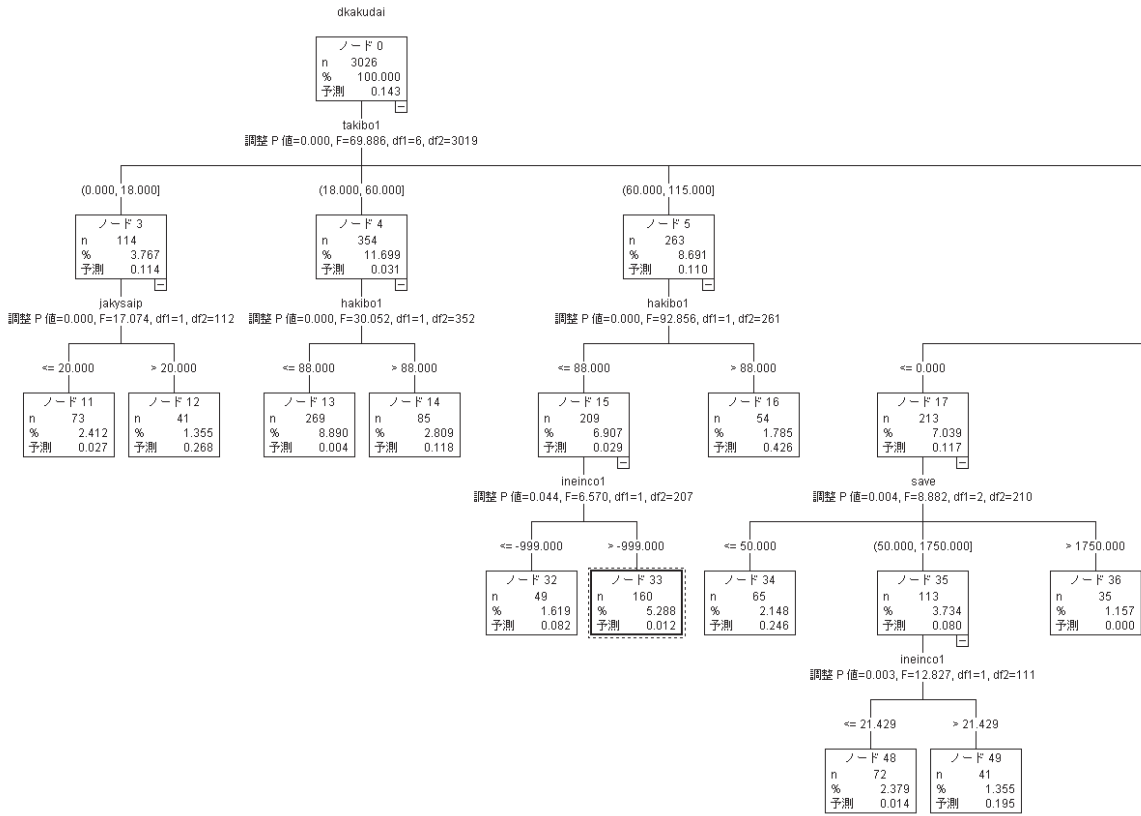 dkakudai
ノード 0
n 3026
% 100.000
予測 0.143
takibo1
調整 P 値=0.000, F=69.886, df1=6, df2=3019
(0.000, 18.000]
(18.000, 60.000]
(60.000, 115.000]
ノード 3
n 114
% 3.767
予測 0.114
ノード 4
n 354
% 11.699
予測 0.031
ノード 5
n 263
% 8.691
予測 0.110
jakysaip
調整 P 値=0.000, F=17.074, df1=1, df2=112
hakibo1
調整 P 値=0.000, F=30.052, df1=1, df2=352
hakibo1
調整 P 値=0.000, F=92.856, df1=1, df2=261
<= 20.000
> 20.000
<= 88.000
> 88.000
<= 88.000
> 88.000
<= 0.000
ノード 11
n 73
% 2.412
予測 0.027
ノード 12
n 41
% 1.355
予測 0.268
ノード 13
n 269
% 8.890
予測 0.004
ノード 14
n 85
% 2.809
予測 0.118
ノード 15
n 209
% 6.907
予測 0.029
ノード 16
n 54
% 1.785
予測 0.426
ノード 17
n 213
% 7.039
予測 0.117
ineinco1
調整 P 値=0.044, F=6.570, df1=1, df2=207
save
調整 P 値=0.004, F=8.882, df1=2, df2=210
<= -999.000
> -999.000
<= 50.000
(50.000, 1750.000]
> 1750.000
ノード 32
n 49
% 1.619
予測 0.082
ノード 33
n 160
% 5.288
予測 0.012
ノード 34
n 65
% 2.148
予測 0.246
ノード 35
n 113
% 3.734
予測 0.080
ノード 36
n 35
% 1.157
予測 0.000
ineinco1
調整 P 値=0.003, F=12.827, df1=1, df2=111
<= 21.429
> 21.429
ノード 48
n 72
% 2.379
予測 0.014
ノード 49
n 41
% 1.355
予測 0.195